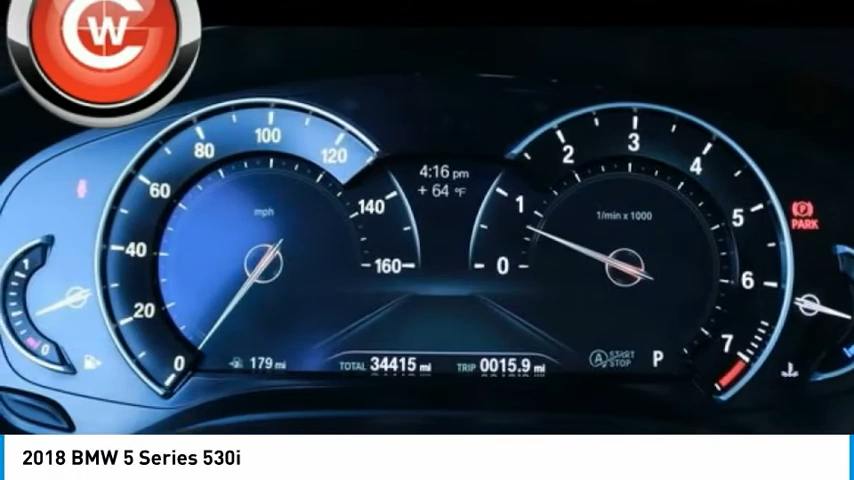 CW
4:16 pm
+ 64 °F
mph
0
20
40
60
80
100
120
140
160
1/min x 1000
0
1
2
3
4
5
6
7
PARK
0
179 mi
TOTAL 34415 mi
TRIP 0015.9 mi
A START
STOP
P
2018 BMW 5 Series 530i